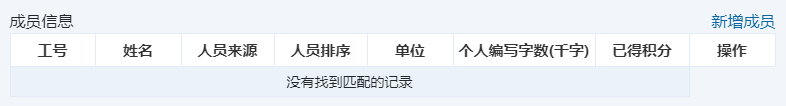 成员信息 新增成员
工号 姓名 人员来源 人员排序 单位 个人编写字数(千字) 已得积分 操作
没有找到匹配的记录